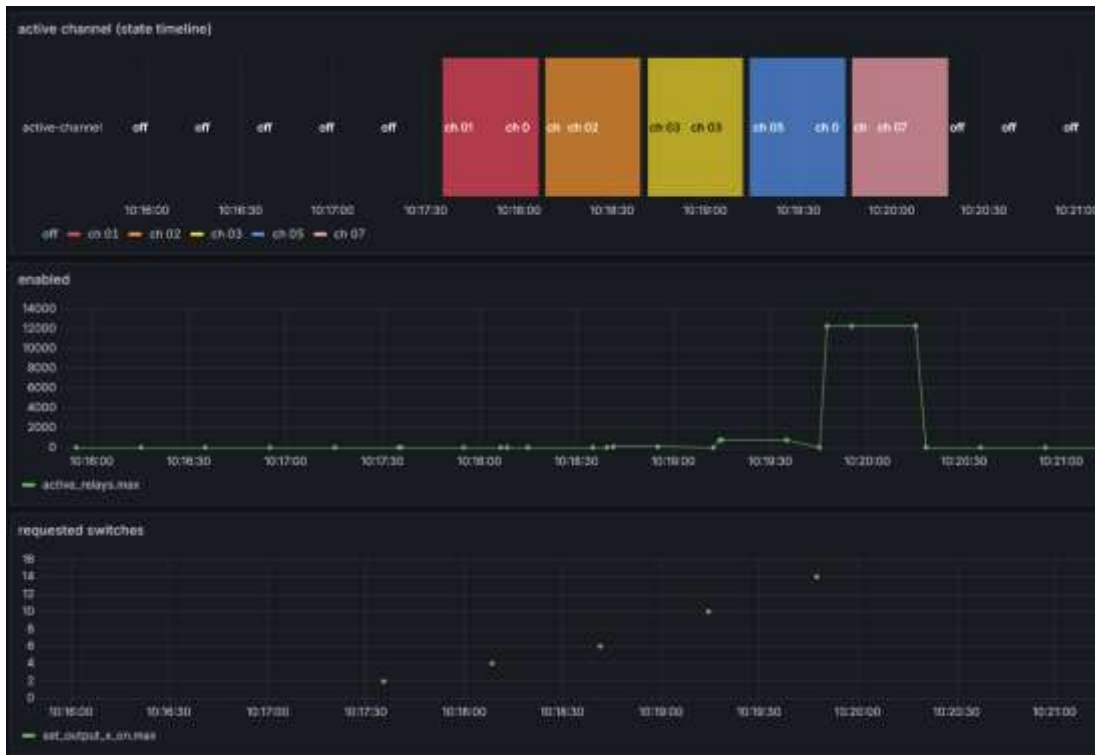 active channel (state timeline)
active-channel off off off off off ch 01 ch 0 ch ch 02 ch 03 ch 03 ch 05 ch 0 ch ch 07 off off off
10:16:00 10:16:30 10:17:00 10:17:30 10:18:00 10:18:30 10:19:00 10:19:30 10:20:00 10:20:30 10:21:00
off ch 01 ch 02 ch 03 ch 05 ch 07
enabled
14000
12000
10000
8000
6000
4000
2000
0
10:16:00 10:16:30 10:17:00 10:17:30 10:18:00 10:18:30 10:19:00 10:19:30 10:20:00 10:20:30 10:21:00
active_relays.max
requested switches
16
14
12
10
8
6
4
2
0
10:16:00 10:16:30 10:17:00 10:17:30 10:18:00 10:18:30 10:19:00 10:19:30 10:20:00 10:20:30 10:21:00
set_output_x_on.max